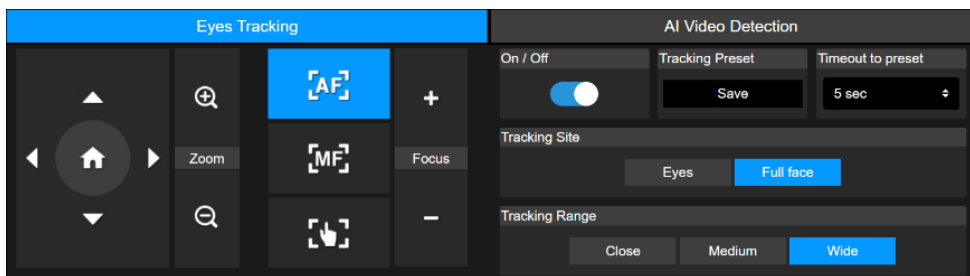 Eyes Tracking
AI Video Detection
On / Off
Tracking Preset
Timeout to preset
AF
Save
5 sec
Tracking Site
MF
Zoom
Focus
Eyes
Full face
Tracking Range
Close
Medium
Wide